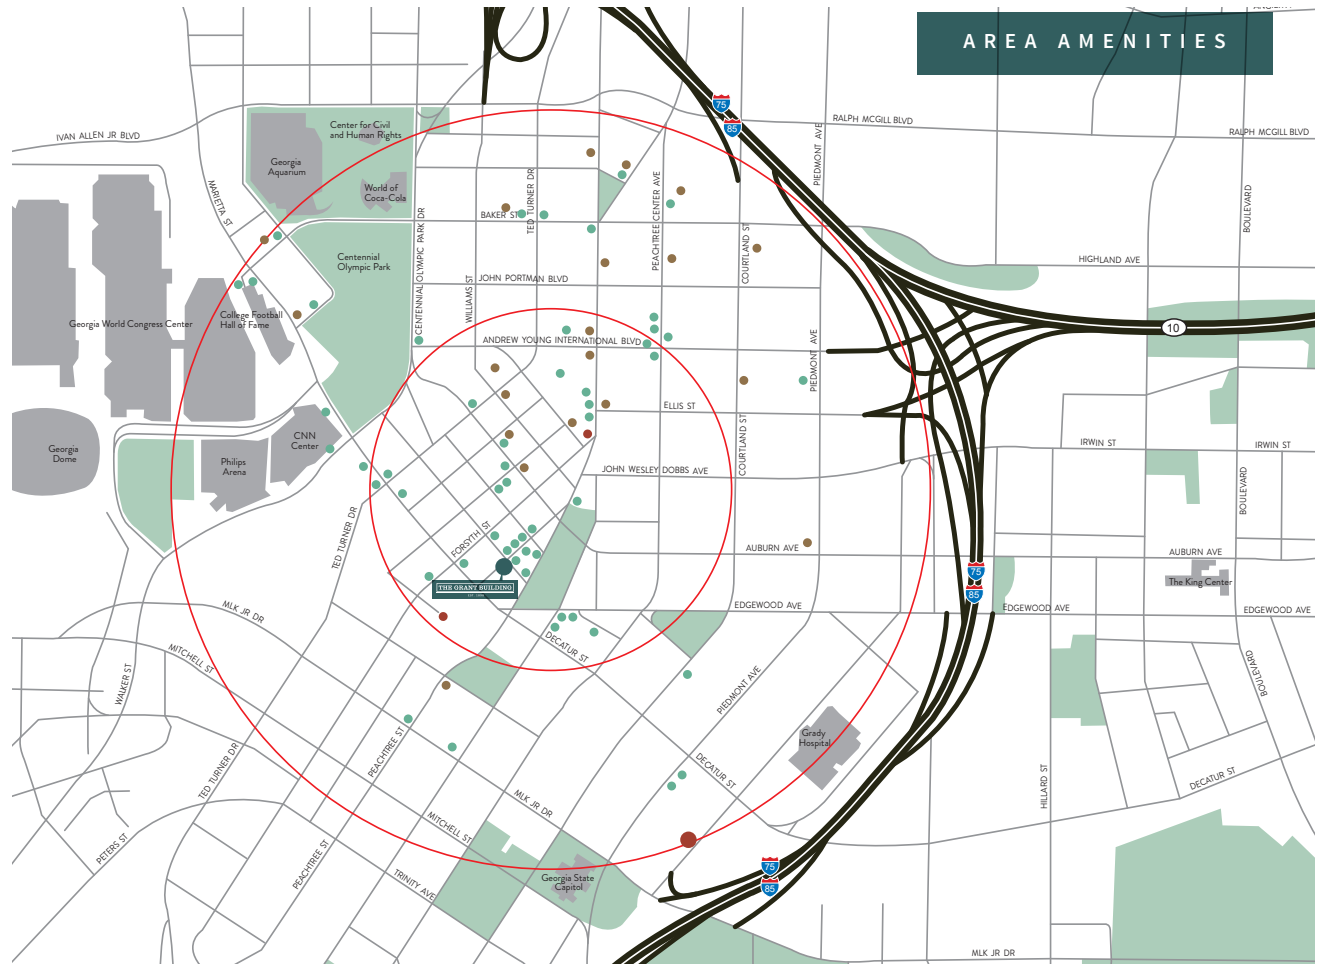 AREA AMENITIES
75
85
RALPH MCGILL BLVD
RALPH MCGILL BLVD
IVAN ALLEN JR BLVD
Center for Civil
and Human Rights
Georgia
Aquarium
World of
Coca-Cola
MARIETTA ST
PIEDMONT AVE
PEACHTREE CENTER AVE
TED TURNER DR
BAKER ST
BOULEVARD
COURTLAND ST
CENTENNIAL OLYMPIC PARK DR
Centennial
Olympic Park
HIGHLAND AVE
JOHN PORTMAN BLVD
WILLIAMS ST
Georgia World Congress Center
College Football
Hall of Fame
10
ANDREW YOUNG INTERNATIONAL BLVD
PIEDMONT AVE
ELLIS ST
COURTLAND ST
CNN
Center
Georgia
Dome
Philips
Arena
IRWIN ST
IRWIN ST
JOHN WESLEY DOBBS AVE
BOULEVARD
TED TURNER DR
FORSYTH ST
AUBURN AVE
AUBURN AVE
75
85
The King Center
THE GRANT BUILDING
EDGEWOOD AVE
EDGEWOOD AVE
EDGEWOOD AVE
MLK JR DR
DECATUR ST
MITCHELL ST
WALKER ST
BOULEVARD
PIEDMONT AVE
Grady
Hospital
PEACHTREE ST
TED TURNER DR
DECATUR ST
DECATUR ST
HILLARD ST
MLK JR DR
MITCHELL ST
PETERS ST
PEACHTREE ST
TRINITY AVE
75
85
Georgia State
Capitol
MLK JR DR